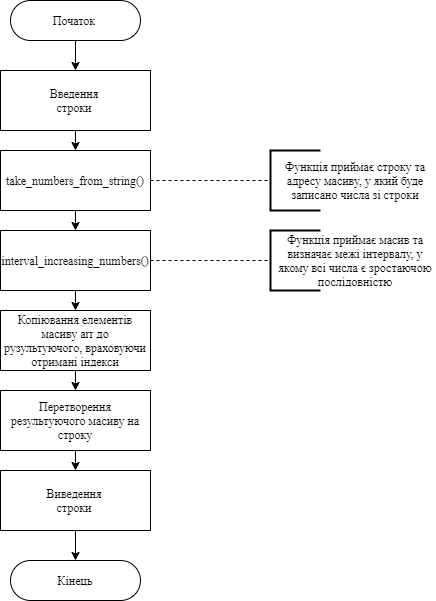 Початок
Введення
строки
take_numbers_from_string()
Функція приймає строку та
адресу масиву, у який буде
записано числа зі строки
interval_increasing_numbers()
Функція приймає масив та
визначає межі інтервалу, у
якому всі числа є зростаючою
послідовністю
Копіювання елементів
масиву arr до
рузультуючого, враховуючи
отримані індекси
Перетворення
результуючого масиву на
строку
Виведення
строки
Кінець